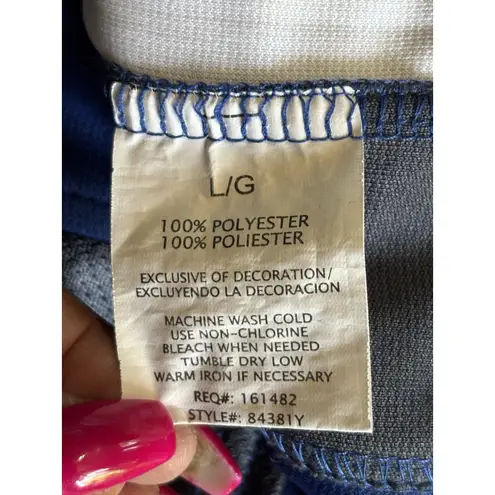 L/G
100% POLYESTER
100% POLIESTER
EXCLUSIVE OF DECORATION/
EXCLUYENDO LA DECORACION
MACHINE WASH COLD
USE NON-CHLORINE
BLEACH WHEN NEEDED
TUMBLE DRY LOW
WARM IRON IF NECESSARY
REQ#: 161482
STYLE#: 84381Y